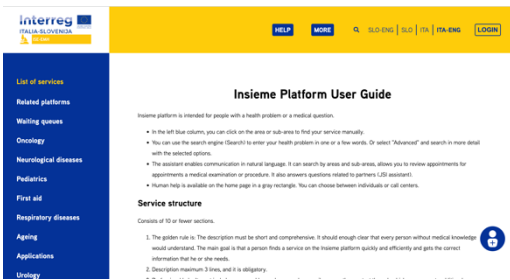 Interreg
ITALIA-SLOVENIJA
HELP
MORE
SLO-ENG | SLO | ITA | ITA-ENG
LOGIN
List of services
Related platforms
Waiting queues
Oncology
Neurological diseases
Pediatrics
First aid
Respiratory diseases
Ageing
Applications
Urology
Insieme Platform User Guide
Insieme platform is intended for people with a health problem or a medical question.
• In the left blue column, you can click on the area or sub-area to find your service manually.
• You can use the search engine (Search) to enter your health problem in one or a few words. Or select "Advanced" and search in more detail
with the selected options.
• The assistant enables communication in natural language. It can search by areas and sub-areas, allows you to review appointments for
appointments a medical examination or procedure. It also answers questions related to partners (JSI assistant).
• Human help is available on the home page in a gray rectangle. You can choose between individuals or call centers.
Service structure
Consists of 10 or fewer sections.
1. The golden rule is: The description must be short and comprehensive. It should enough clear that every person without medical knowledge
would understand. The main goal is that a person finds a service on the Insieme platform quickly and efficiently and gets the correct
information that he or she needs.
2. Description maximum 3 lines, and it is obligatory.